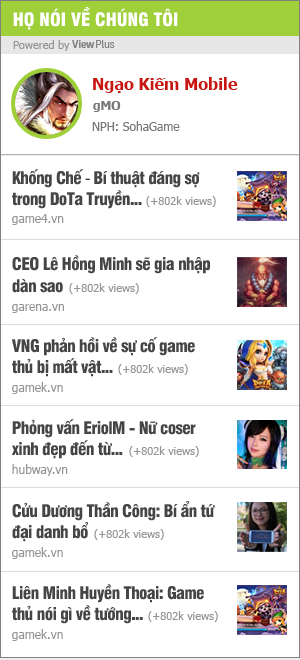 HỌ NÓI VỀ CHÚNG TÔI
Powered by ViewPlus
Ngạo Kiếm Mobile
gMO
NPH: SohaGame
Khống Chế - Bí thuật đáng sợ
trong DoTa Truyền... (+802k views)
game4.vn
CEO Lê Hồng Minh sẽ gia nhập
dàn sao (+802k views)
garena.vn
VNG phản hồi về sự cố game
thủ bị mất vật... (+802k views)
gamek.vn
Phỏng vấn ErioIM - Nữ coser
xinh đẹp đến từ... (+802k views)
hubway.vn
Cửu Dương Thần Công: Bí ẩn tứ
đại danh bổ (+802k views)
gamek.vn
Liên Minh Huyền Thoại: Game
thủ nói gì về tướng... (+802k views)
gamek.vn